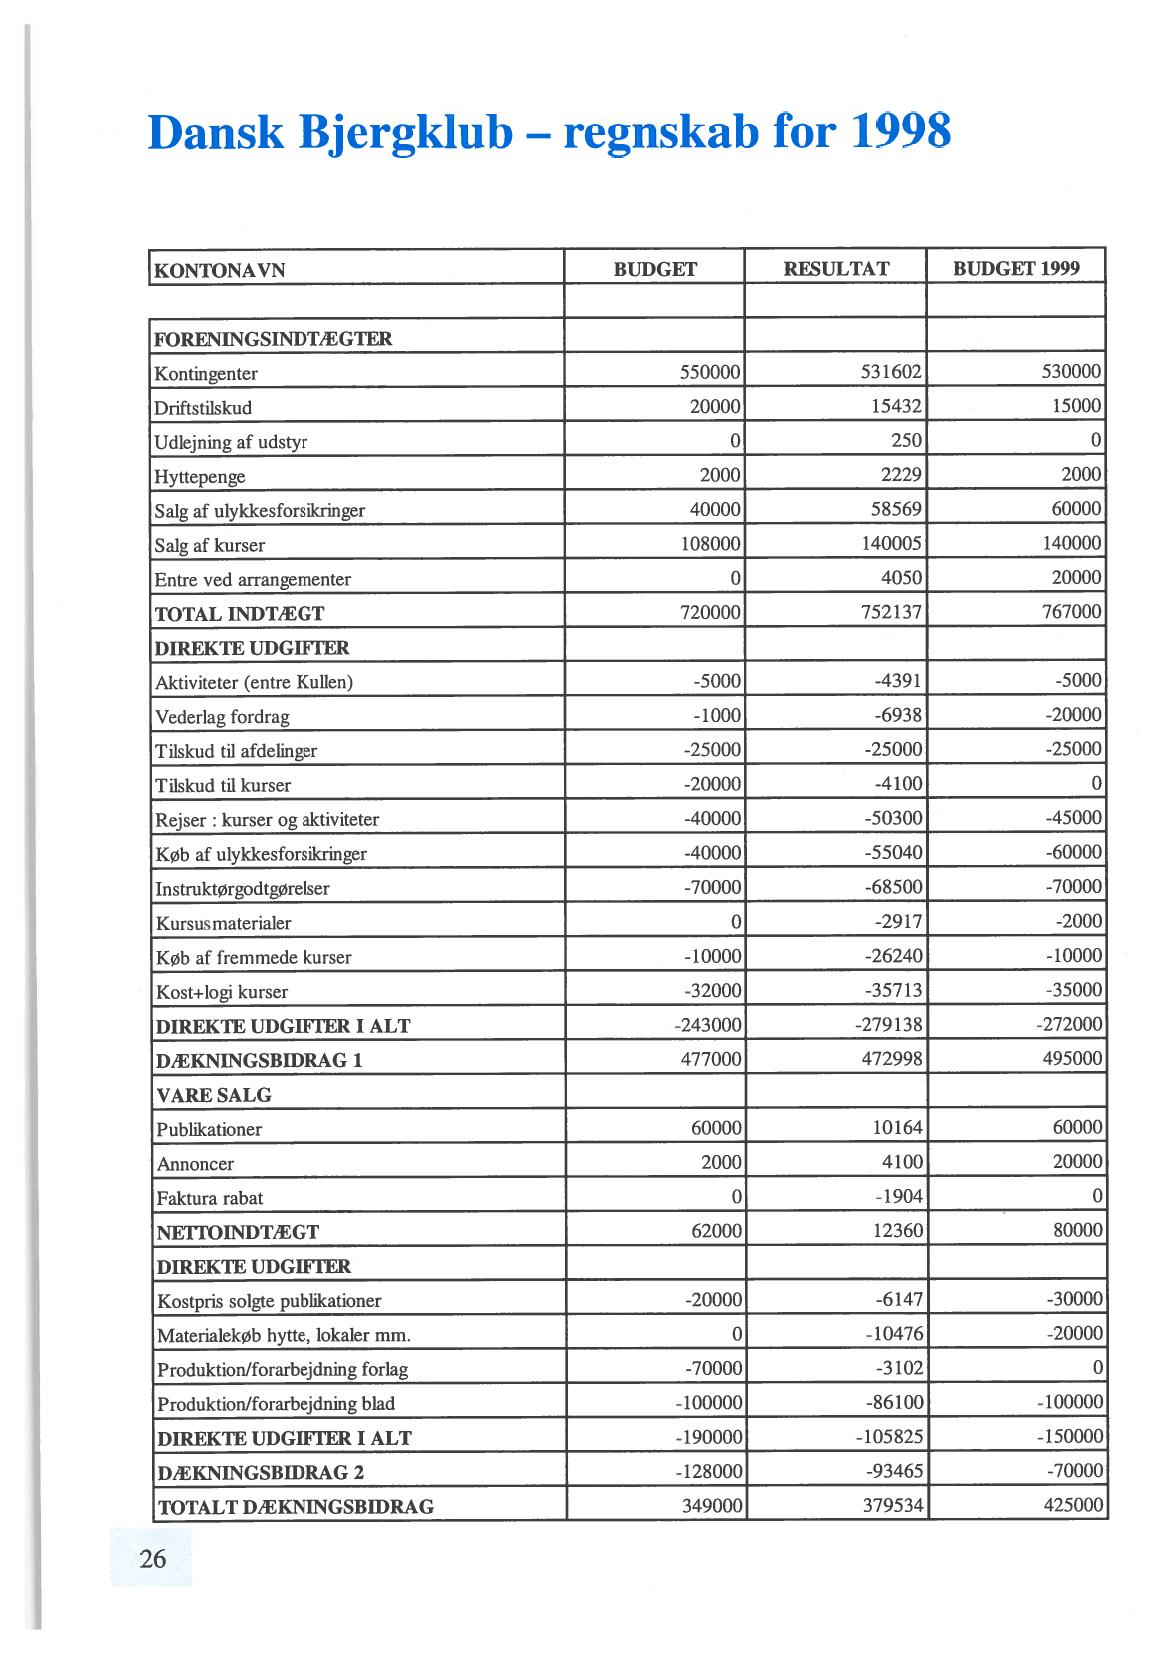 Dansk Bjergklub – regnskab for 1998
KONTONAVN BUDGET RESULTAT BUDGET 1999
FORENINGSINDTÆGTER
Kontingenter 550000 531602 530000
Driftstilskud 20000 15432 15000
Udlejning af udstyr 0 250 0
Hyttepenge 2000 2229 2000
Salg af ulykkesforsikringer 40000 58569 60000
Salg af kurser 108000 140005 140000
Entre ved arrangementer 0 4050 20000
TOTAL INDTÆGT 720000 752137 767000
DIREKTE UDGIFTER
Aktiviteter (entre Kullen) -5000 -4391 -5000
Vederlag fordrag -1000 -6938 -20000
Tilskud til afdelinger -25000 -25000 -25000
Tilskud til kurser -20000 -4100 0
Rejser : kurser og aktiviteter -40000 -50300 -45000
Køb af ulykkesforsikringer -40000 -55040 -60000
Instruktørgodtgørelser -70000 -68500 -70000
Kursusmaterialer 0 -2917 -2000
Køb af fremmede kurser -10000 -26240 -10000
Kost+logi kurser -32000 -35713 -35000
DIREKTE UDGIFTER I ALT -243000 -279138 -272000
DÆKNINGSBIDRAG 1 477000 472998 495000
VARE SALG
Publikationer 60000 10164 60000
Annoncer 2000 4100 20000
Faktura rabat 0 -1904 0
NETTOINDTÆGT 62000 12360 80000
DIREKTE UDGIFTER
Kostpris solgte publikationer -20000 -6147 -30000
Materialekøb hytte, lokaler mm. 0 -10476 -20000
Produktion/forarbejdning forlag -70000 -3102 0
Produktion/forarbejdning blad -100000 -86100 -100000
DIREKTE UDGIFTER I ALT -190000 -105825 -150000
DÆKNINGSBIDRAG 2 -128000 -93465 -70000
TOTALT DÆKNINGSBIDRAG 349000 379534 425000
26